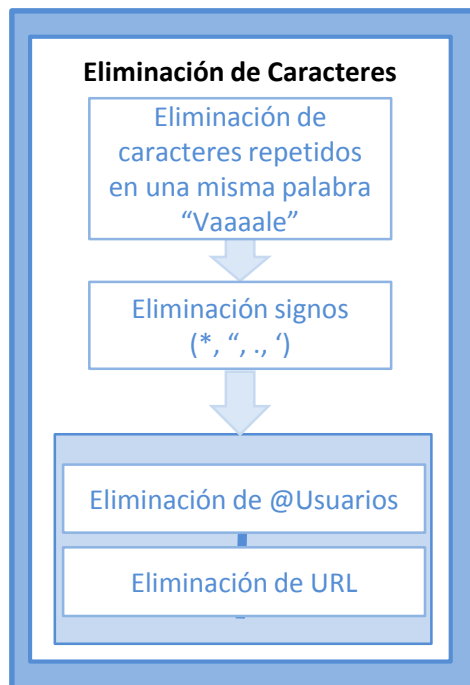 Eliminación de Caracteres
Eliminación de
caracteres repetidos
en una misma palabra
“Vaaaale”
Eliminación signos
(*, “, ., ‘)
Eliminación de @Usuarios
Eliminación de URL